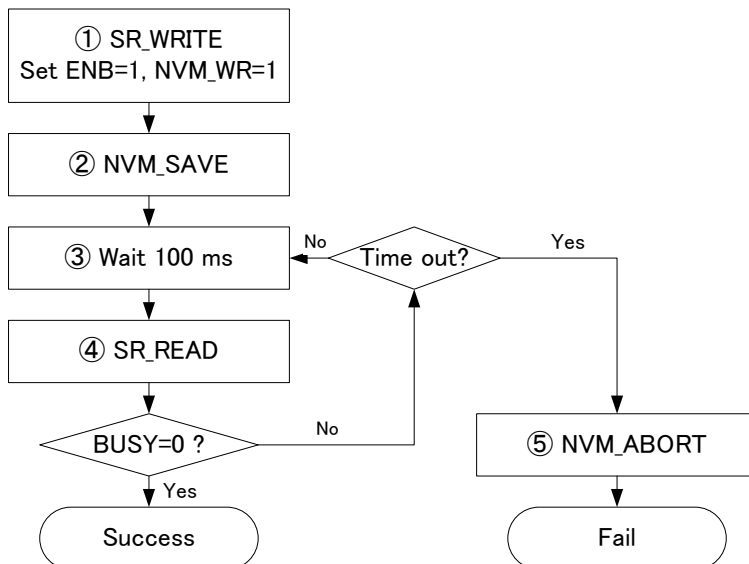 ① SR_WRITE
Set ENB=1, NVM_WR=1
② NVM_SAVE
③ Wait 100 ms
No
Time out?
Yes
④ SR_READ
BUSY=0 ?
No
⑤ NVM_ABORT
Yes
Success
Fail